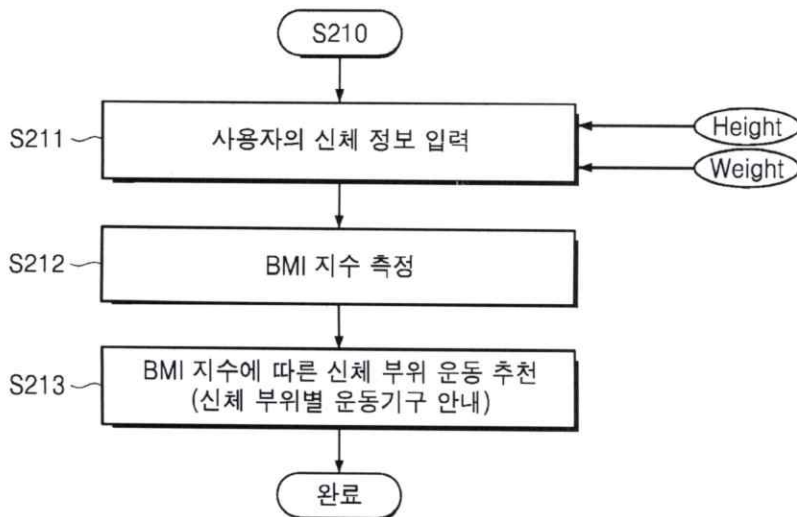 S210
S211
사용자의 신체 정보 입력
Height
Weight
S212
BMI 지수 측정
S213
BMI 지수에 따른 신체 부위 운동 추천
(신체 부위별 운동기구 안내)
완료